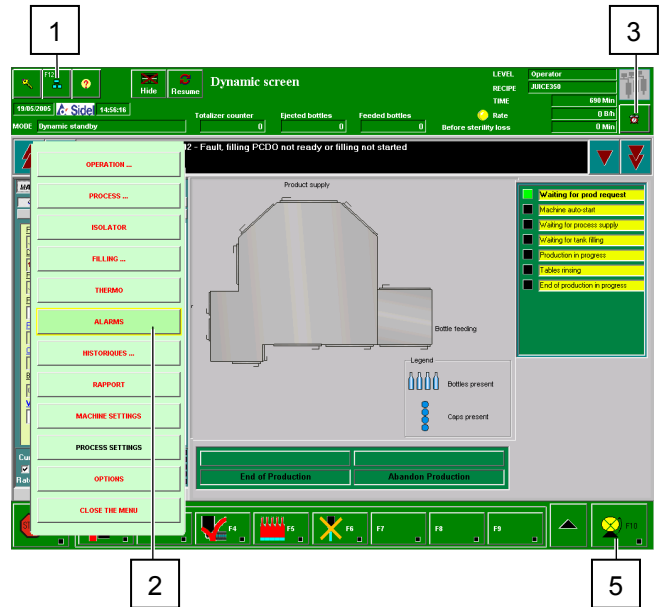 1
3
F12
?
Hide
Resume
Dynamic screen
LEVEL Operator
RECIPE JUICE350
TIME 690 Min
19/05/2005 Sidel 14:56:16
Totalizer counter Ejected bottles Feeded bottles Rate 0 B/h
MODE Dynamic standby 0 0 0 Before sterility loss 0 Min
2 - Fault, filling PCDO not ready or filling not started
OPERATION ...
PROCESS ...
ISOLATOR
FILLING ...
THERMO
ALARMS
HISTORIQUES ...
RAPPORT
MACHINE SETTINGS
PROCESS SETTINGS
OPTIONS
CLOSE THE MENU
Product supply
Bottle feeding
Legend
Bottles present
Caps present
Waiting for prod request
Machine auto-start
Waiting for process supply
Waiting for tank filling
Production in progress
Tables rinsing
End of production in progress
End of Production Abandon Production
F4 F5 F6 F7 F8 F9 F10
2
5